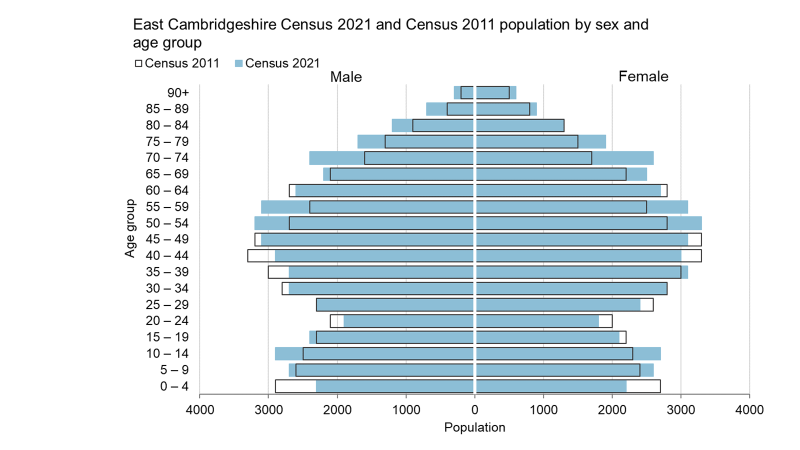 East Cambridgeshire Census 2021 and Census 2011 population by sex and
age group
Census 2011 Census 2021
Male Female
90+
85 – 89
80 – 84
75 – 79
70 – 74
65 – 69
60 – 64
55 – 59
50 – 54
45 – 49
40 – 44
35 – 39
30 – 34
25 – 29
20 – 24
15 – 19
10 – 14
5 – 9
0 – 4
Age group
4000 3000 2000 1000 0 1000 2000 3000 4000
Population